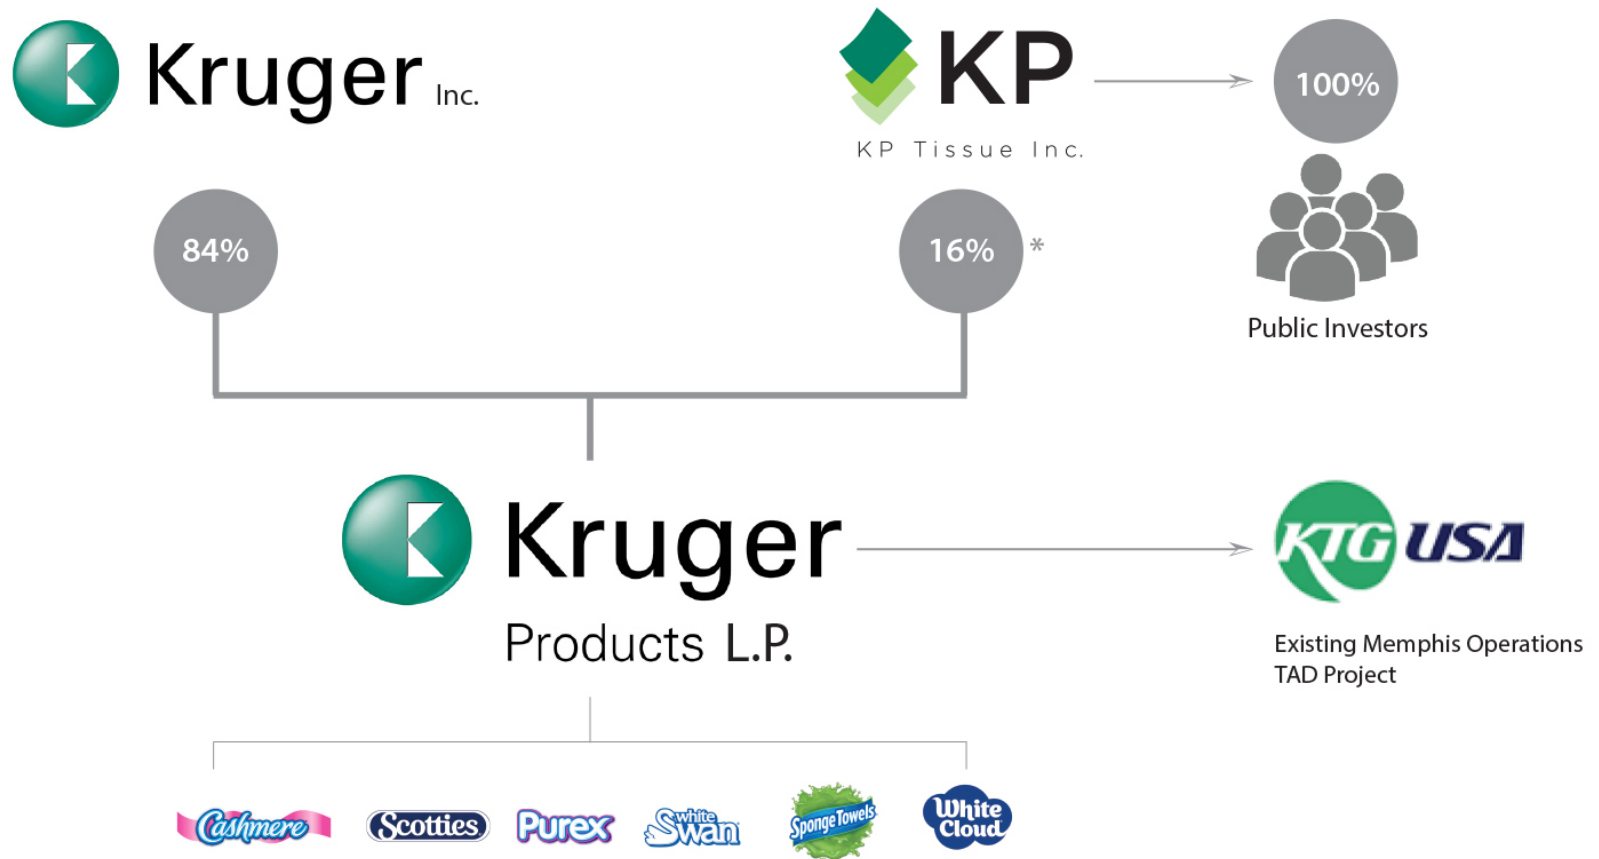 Kruger Inc.
KP
KP Tissue Inc.
100%
84%
16% *
Public Investors
Kruger
Products L.P.
KTG USA
Existing Memphis Operations
TAD Project
Cashmere
Scotties
Purex
white
Swan
SpongeTowels
White
Cloud